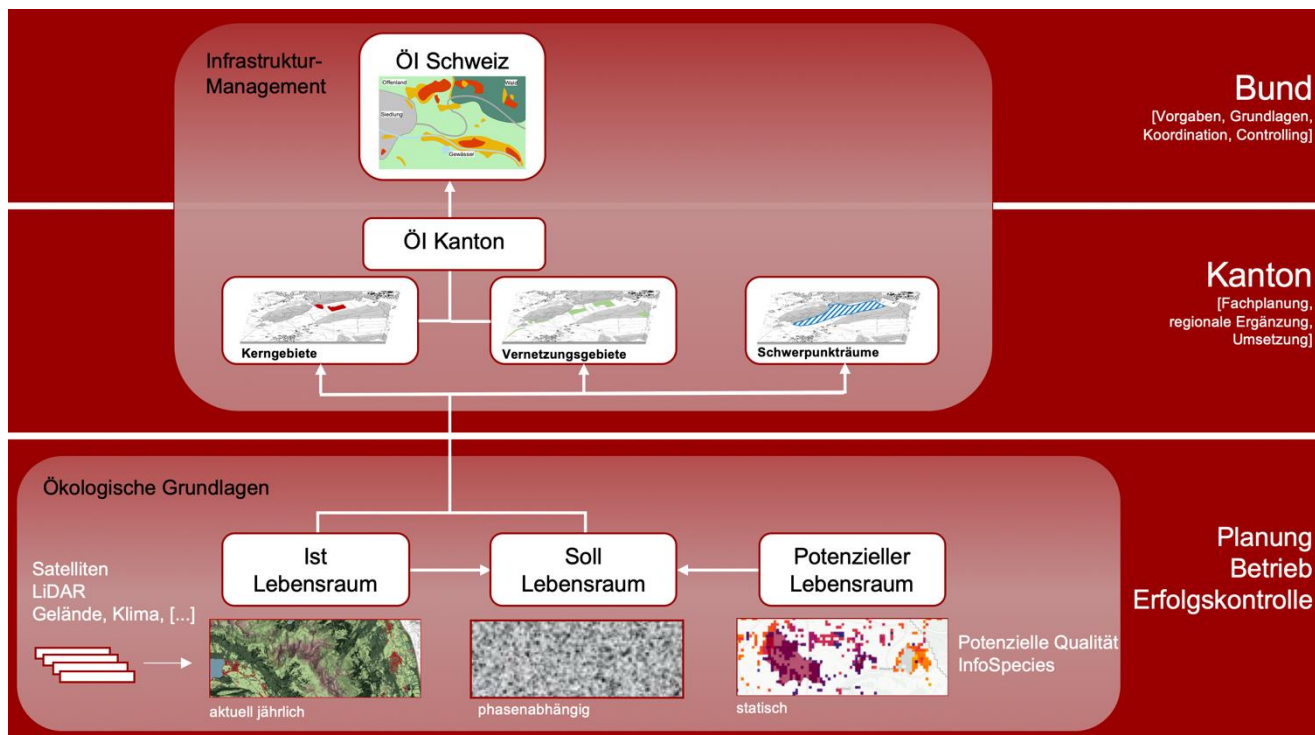 Infrastruktur-
Management
ÖI Schweiz
Offenland
Wald
Siedlung
Gewässer
Bund
[Vorgaben, Grundlagen,
Koordination, Controlling]
ÖI Kanton
Kerngebiete
Vernetzungsgebiete
Schwerpunkträume
Kanton
[Fachplanung,
regionale Ergänzung,
Umsetzung]
Ökologische Grundlagen
Satelliten
LiDAR
Gelände, Klima, [...]
Ist
Lebensraum
Soll
Lebensraum
Potenzieller
Lebensraum
aktuell jährlich
phasenabhängig
statisch
Potenzielle Qualität
InfoSpecies
Planung
Betrieb
Erfolgskontrolle